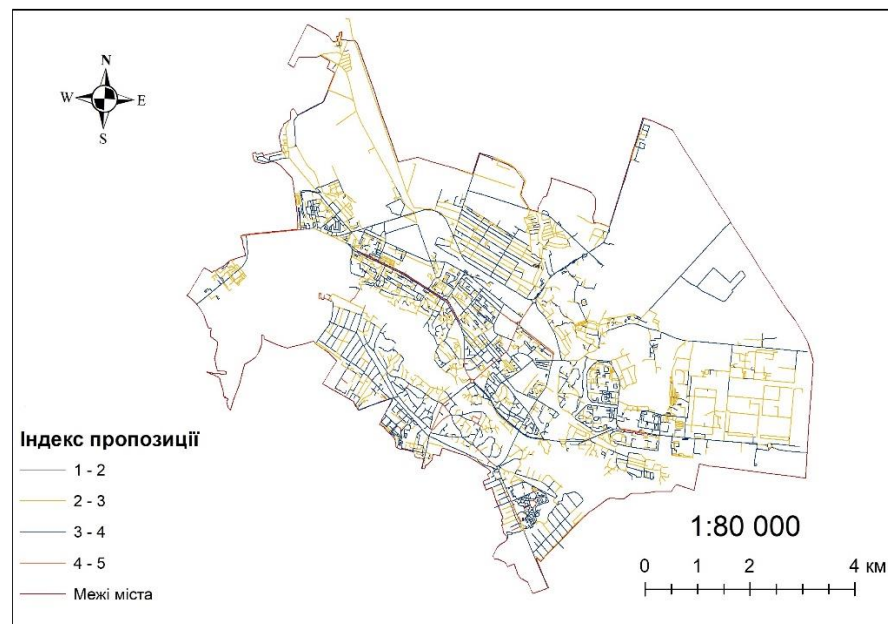 N
W E
S
Індекс пропозиції
1 - 2
2 - 3
3 - 4
4 - 5
Межі міста
1:80 000
0 1 2 4 км